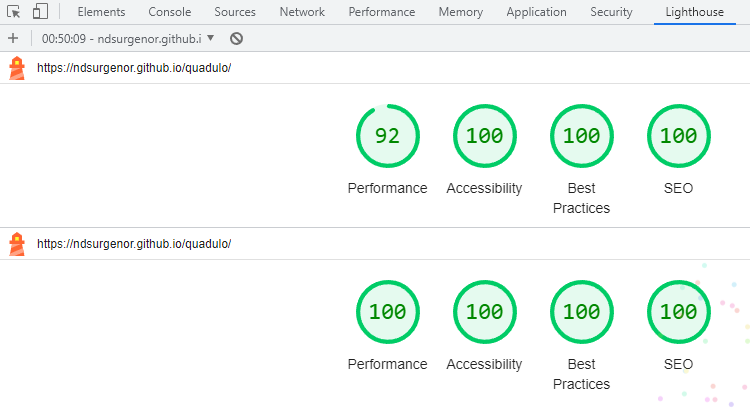 Elements Console Sources Network Performance Memory Application Security Lighthouse
00:50:09 - ndsurgenor.github.i
https://ndsurgenor.github.io/quadulo/
92 100 100 100
Performance Accessibility Best Practices SEO
https://ndsurgenor.github.io/quadulo/
100 100 100 100
Performance Accessibility Best Practices SEO